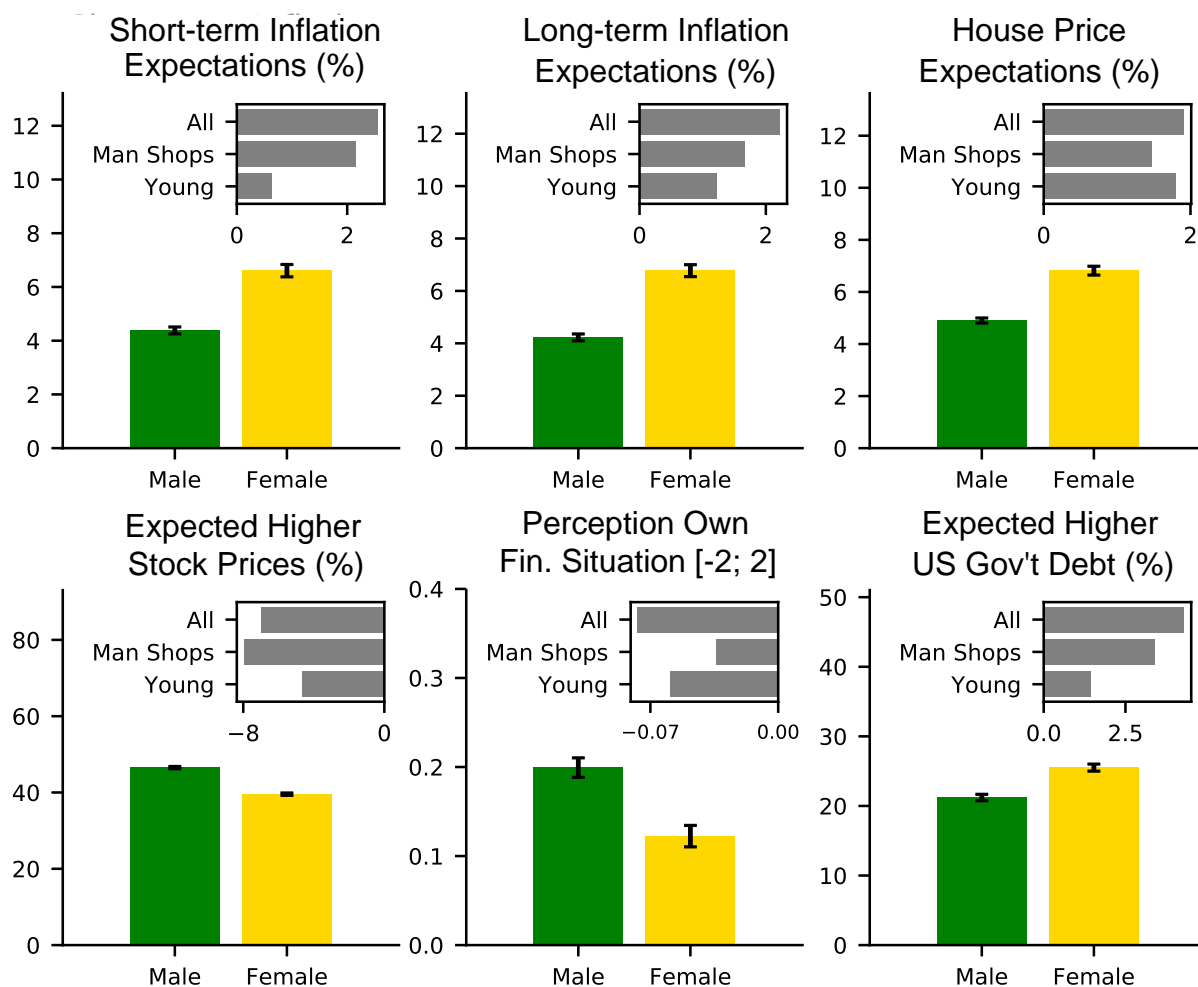 Short-term Inflation
Expectations (%)
12
10
8
6
4
2
0
All
Man Shops
Young
0 2
Male Female
Long-term Inflation
Expectations (%)
12
10
8
6
4
2
0
All
Man Shops
Young
0 2
Male Female
House Price
Expectations (%)
12
10
8
6
4
2
0
All
Man Shops
Young
0 2
Male Female
Expected Higher
Stock Prices (%)
80
60
40
20
0
All
Man Shops
Young
−8 0
Male Female
Perception Own
Fin. Situation [-2; 2]
0.4
0.3
0.2
0.1
0.0
All
Man Shops
Young
−0.07 0.00
Male Female
Expected Higher
US Gov't Debt (%)
50
40
30
20
10
0
All
Man Shops
Young
0.0 2.5
Male Female